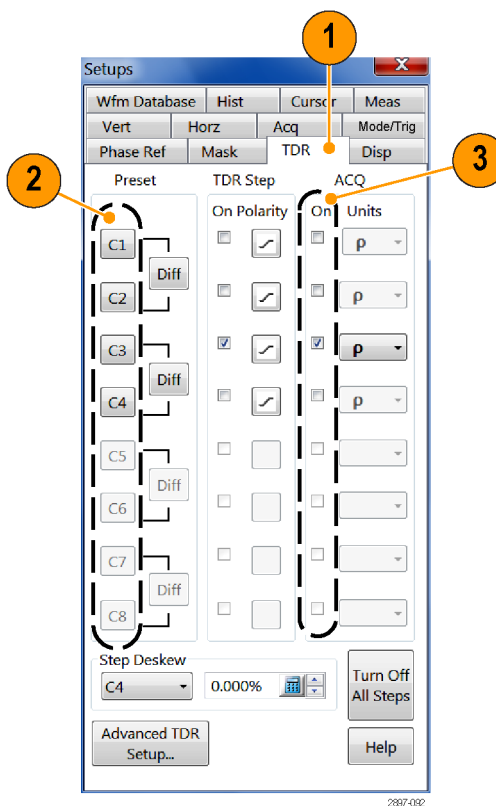 1
Setups
X
Wfm Database Hist Cursor Meas
Vert Horz Acq Mode/Trig
Phase Ref Mask TDR Disp
2
3
Preset TDR Step ACQ
On Polarity On Units
C1 ρ
Diff
C2 ρ
C3 ρ
Diff
C4 ρ
C5
Diff
C6
C7
Diff
C8
Step Deskew
C4 0.000%
Turn Off
All Steps
Advanced TDR
Setup...
Help
2897-092